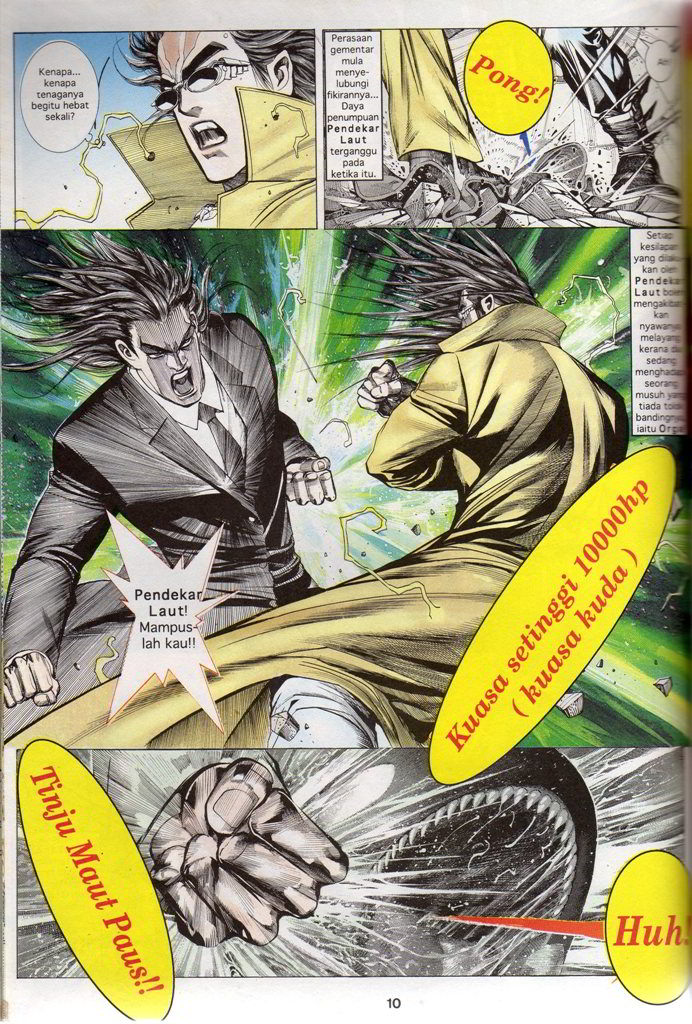 Kenapa...
kenapa
tenaganya
begitu hebat
sekali?
Perasaan
gementar
mula
menye-
lubungi
fikirannya...
Daya
penumpuan
Pendekar
Laut
terganggu
pada
ketika itu.
Pong!
Setiap
kesilapan
yang dilaku-
kan oleh
Pendekar
Laut boleh
mengakibat-
kan
nyawanya
melayang
kerana dia
sedang
menghadapi
seorang
musuh yang
tiada tolok
bandingnya
iaitu
Pendekar
Laut!
Mampus-
lah kau!!
Kuasa setinggi 10000hp
( kuasa kuda )
Tinju Maut Paus!!
Huh!
10